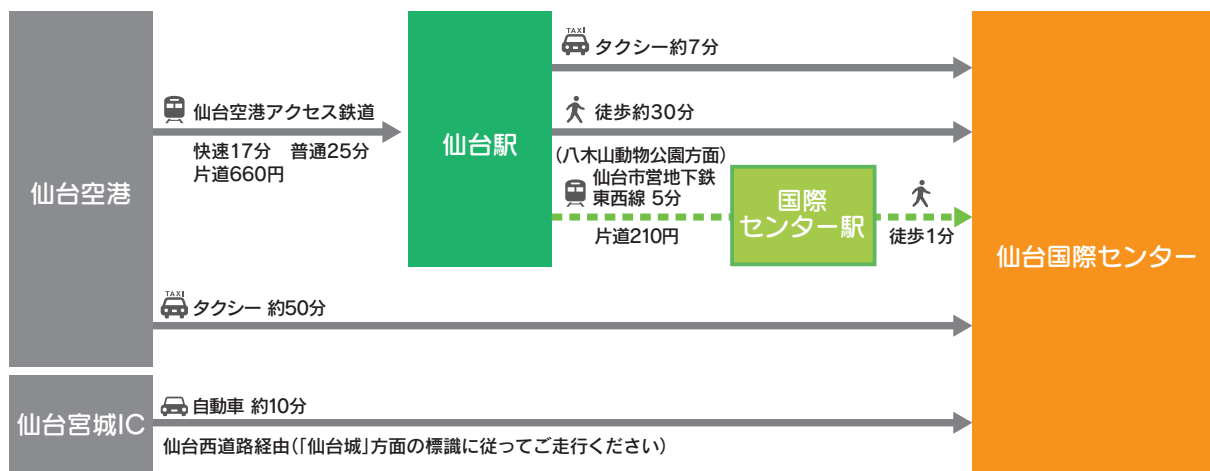 仙台空港
仙台空港アクセス鉄道
快速17分　普通25分
片道660円
仙台駅
TAXI
タクシー約7分
徒歩約30分
(八木山動物公園方面)
仙台市営地下鉄
東西線 5分
片道210円
国際
センター駅
徒歩1分
仙台国際センター
TAXI
タクシー 約50分
仙台宮城IC
自動車 約10分
仙台西道路経由(「仙台城」方面の標識に従ってご走行ください)